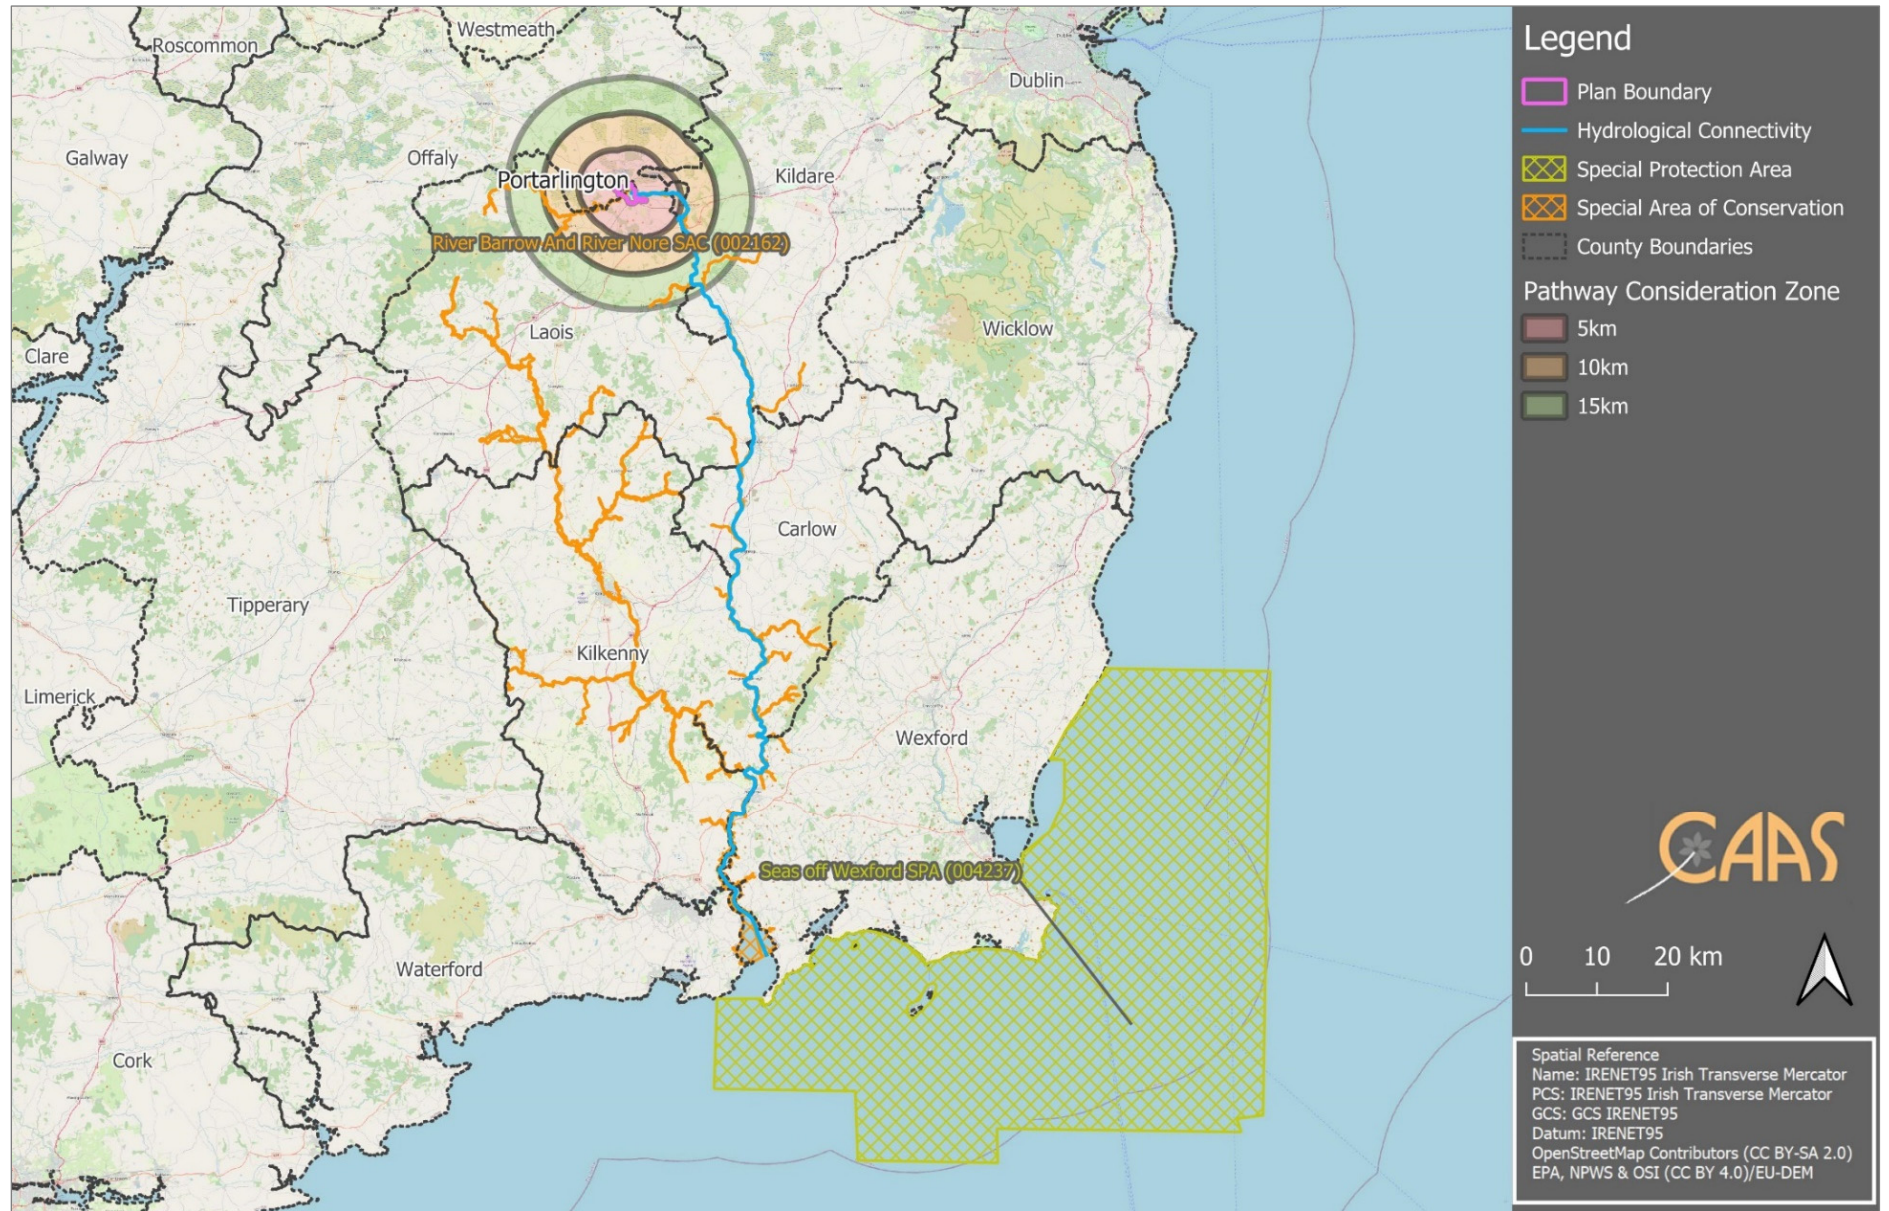 Roscommon
Westmeath
Dublin
Galway
Offaly
Portarlington
Kildare
River Barrow And River Nore SAC (002162)
Laois
Wicklow
Clare
Carlow
Tipperary
Kilkenny
Limerick
Wexford
Seas off Wexford SPA (004237)
Waterford
Cork
Legend
Plan Boundary
Hydrological Connectivity
Special Protection Area
Special Area of Conservation
County Boundaries
Pathway Consideration Zone
5km
10km
15km
CAAS
0 10 20 km
Spatial Reference
Name: IRENET95 Irish Transverse Mercator
PCS: IRENET95 Irish Transverse Mercator
GCS: GCS IRENET95
Datum: IRENET95
OpenStreetMap Contributors (CC BY-SA 2.0)
EPA, NPWS & OSI (CC BY 4.0)/EU-DEM